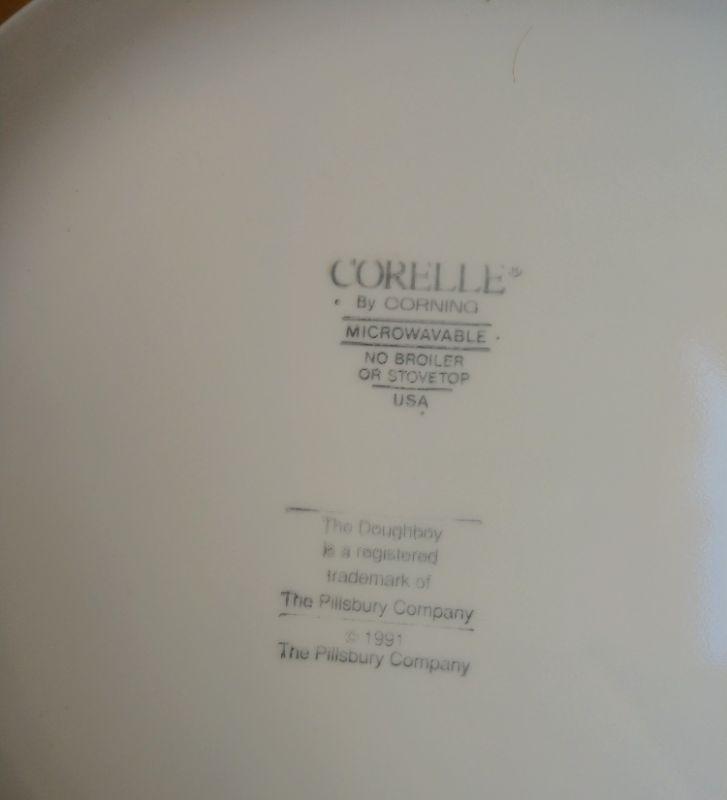 CORELLE®
By CORNING
MICROWAVABLE
NO BROILER
OR STOVETOP
USA
The Doughboy
is a registered
trademark of
The Pillsbury Company
© 1991
The Pillsbury Company